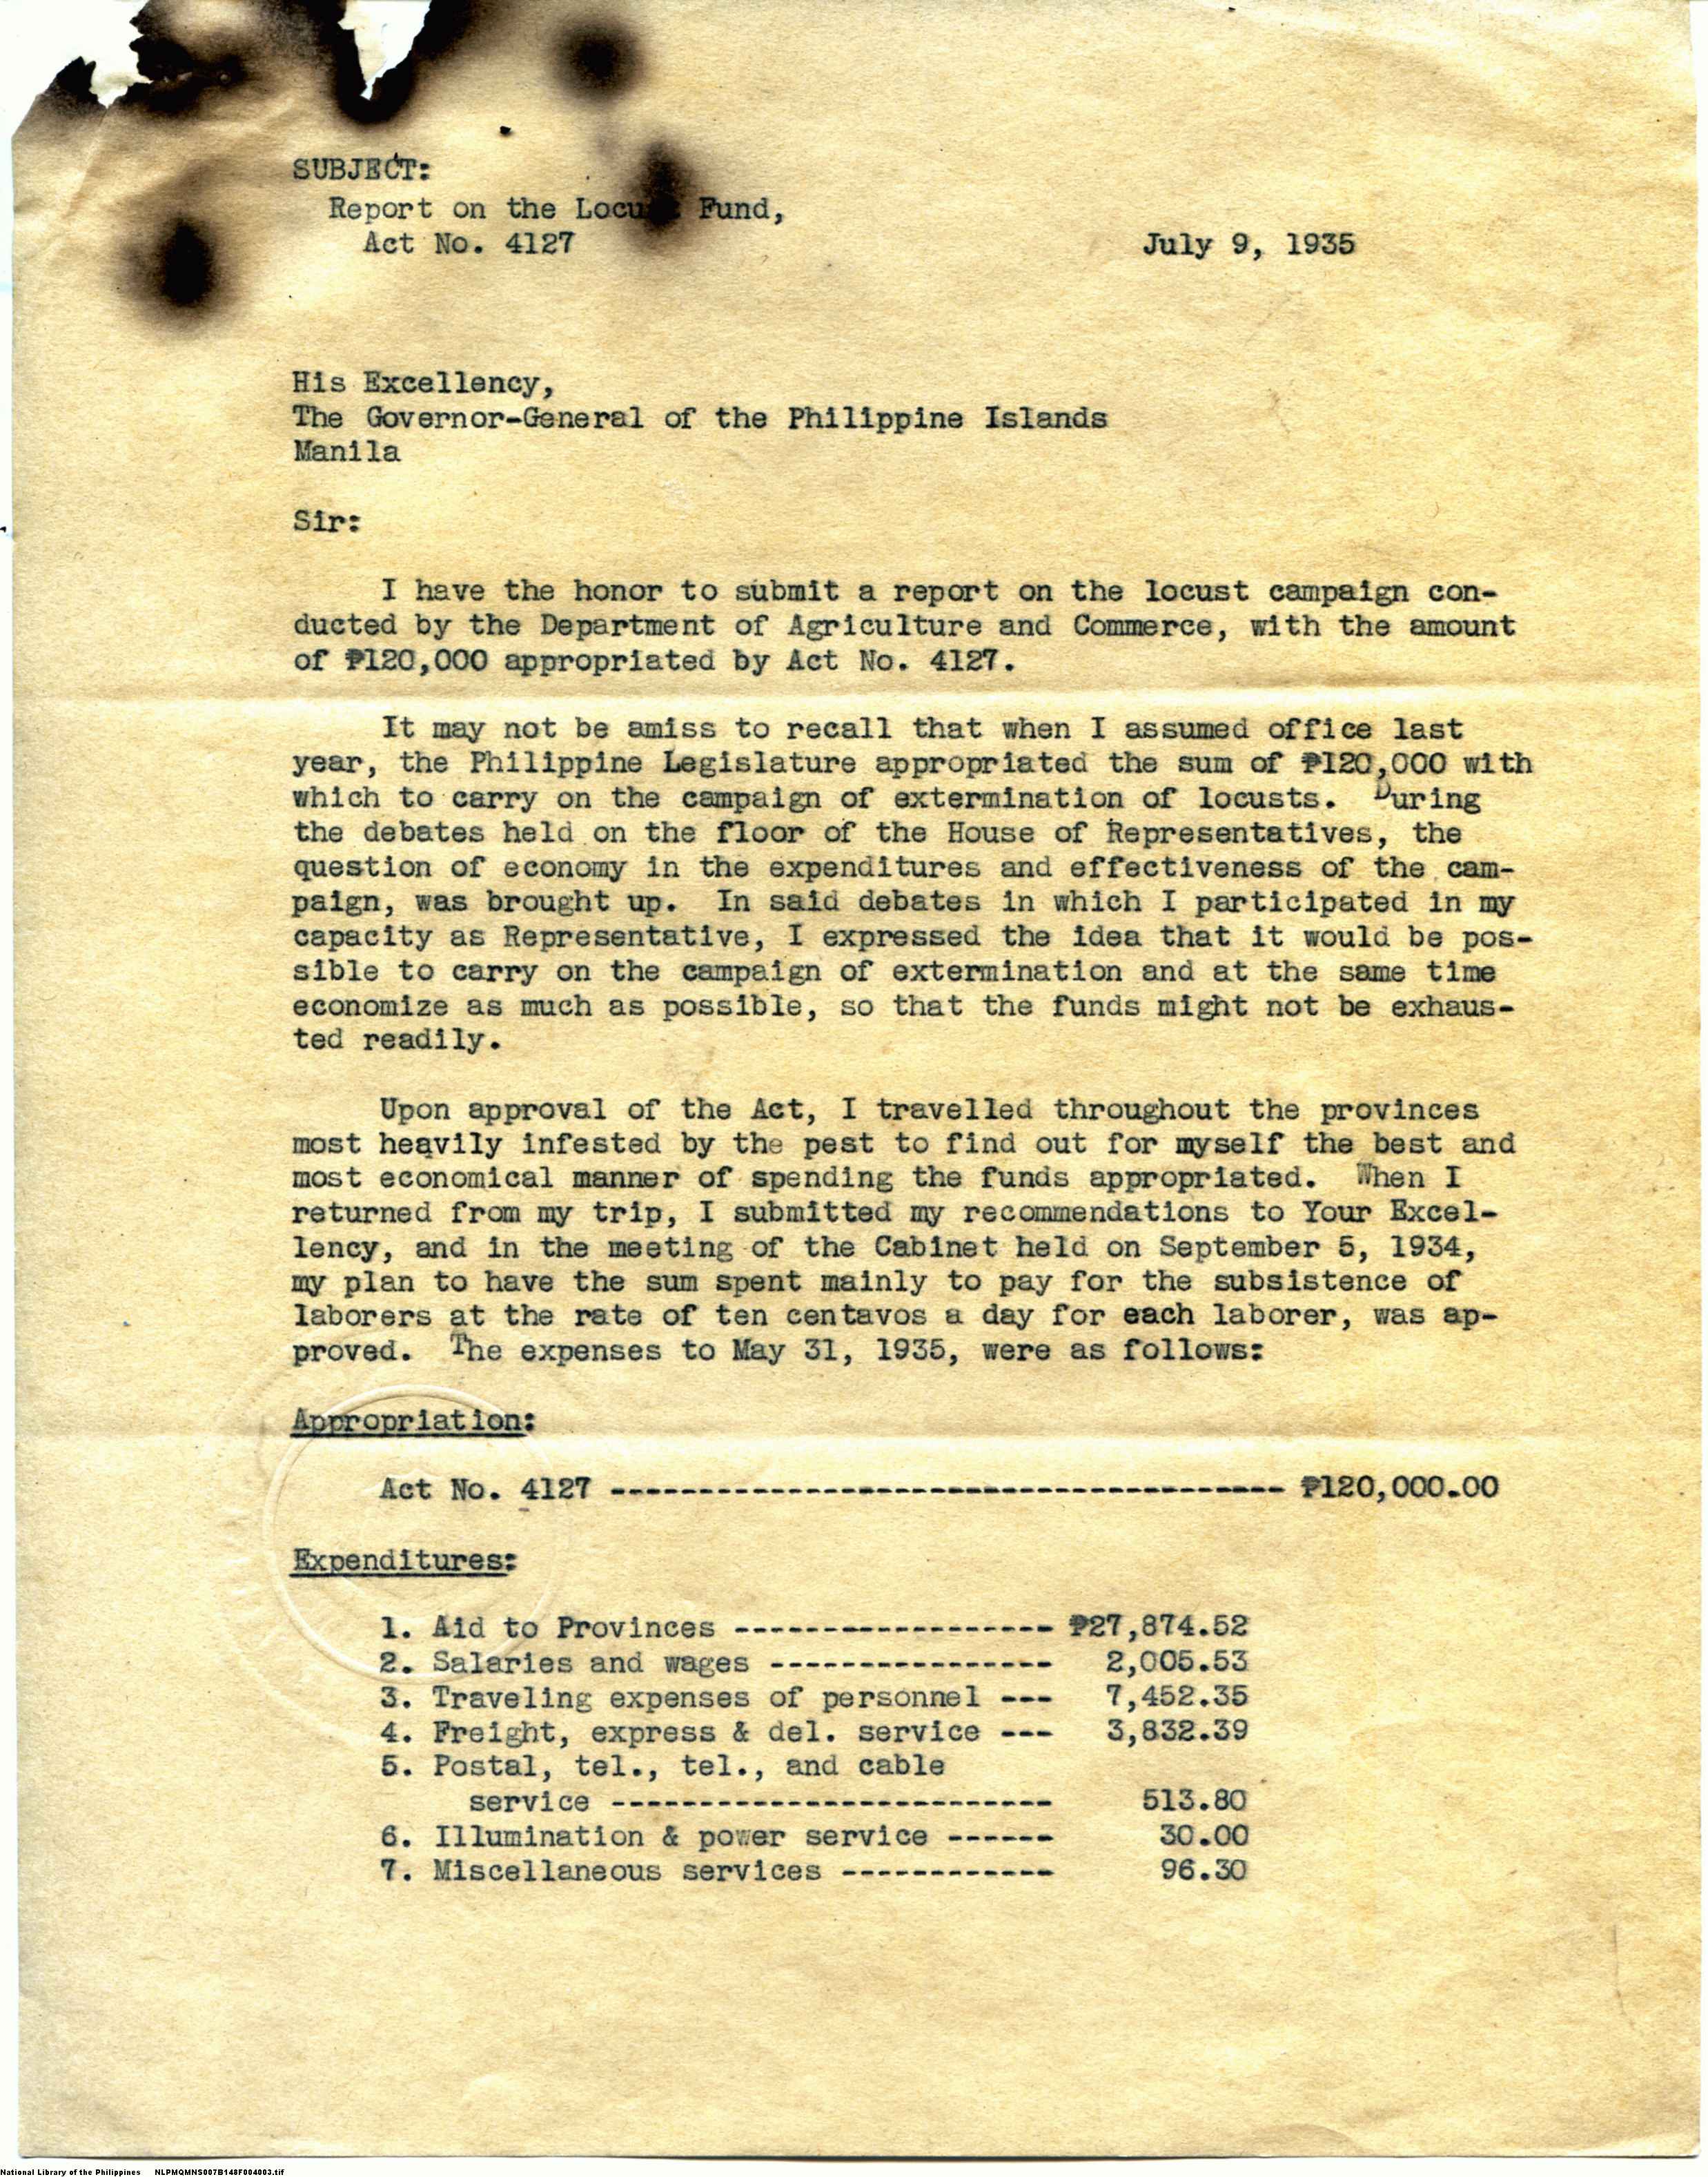 SUBJECT:
Report on the Fund,
Act No. 4127
July 9, 1935
His Excellency,
The Governor-General of the Philippine Islands
Manila
Sir:
I have the honor to submit a report on the locust campaign con-
ducted by the Department of Agriculture and Commerce, with the amount
of ₱120,000 appropriated by Act No. 4127.
It may not be amiss to recall that when I assumed office last
year, the Philippine Legislature appropriated the sum of ₱120,000 with
which to carry on the campaign of extermination of locusts. During
the debates held on the floor of the House of Representatives, the
question of economy in the expenditures and effectiveness of the cam-
paign, was brought up. In said debates in which I participated in my
capacity as Representative, I expressed the idea that it would be pos-
sible to carry on the campaign of extermination and at the same time
economize as much as possible, so that the funds might not be exhaus-
ted readily.
Upon approval of the Act, I travelled throughout the provinces
most heavily infested by the pest to find out for myself the best and
most economical manner of spending the funds appropriated. When I
returned from my trip, I submitted my recommendations to Your Excel-
lency, and in the meeting of the Cabinet held on September 5, 1934,
my plan to have the sum spent mainly to pay for the subsistence of
laborers at the rate of ten centavos a day for each laborer, was ap-
proved. The expenses to May 31, 1935, were as follows:
Appropriation:
Act No. 4127 -------------------------------------- ₱120,000.00
Expenditures:
1. Aid to Provinces ------------------ ₱27,874.52
2. Salaries and wages ---------------- 2,005.53
3. Traveling expenses of personnel --- 7,452.35
4. Freight, express & del. service --- 3,832.39
5. Postal, tel., tel., and cable
service ------------------------- 513.80
6. Illumination & power service ------ 30.00
7. Miscellaneous services ------------ 96.30
National Library of the Philippines NLPMQMNS007B148F004003.tif